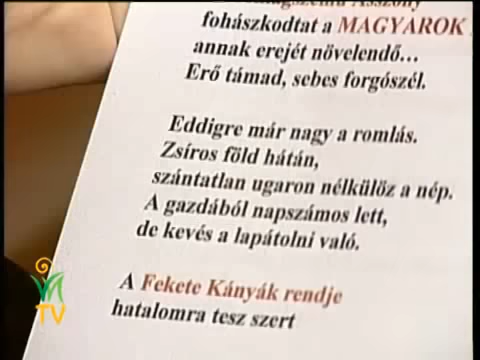 Asszony
fohászkodtat a MAGYAROK
annak erejét növelendő...
Erő támad, sebes forgószél.
Eddigre már nagy a romlás.
Zsíros föld hátán,
szántatlan ugaron nélkülöz a nép.
A gazdából napszámos lett,
de kevés a lapátolni való.
A Fekete Kányák rendje
hatalomra tesz szert
TV